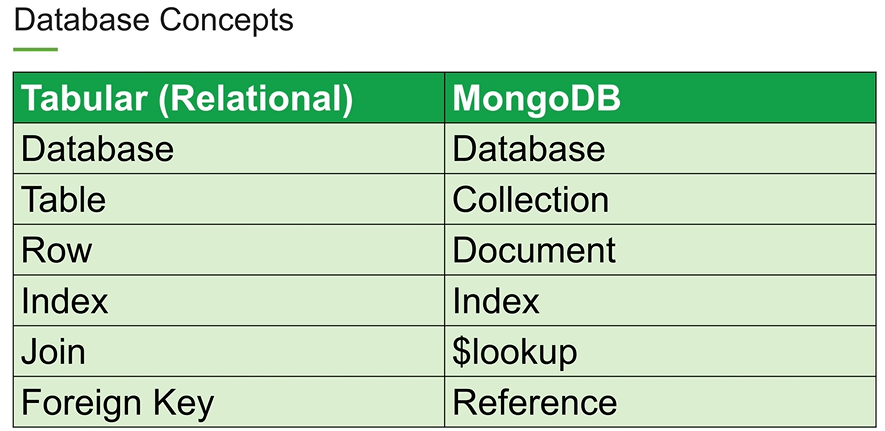 Database Concepts
Tabular (Relational) MongoDB
Database Database
Table Collection
Row Document
Index Index
Join $lookup
Foreign Key Reference